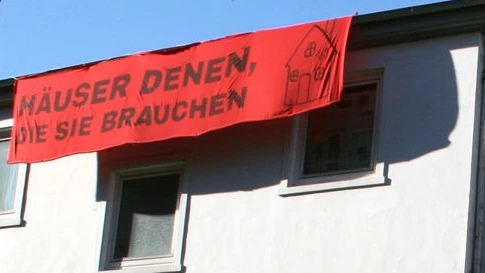 HÄUSER DENEN,
DIE SIE BRAUCHEN